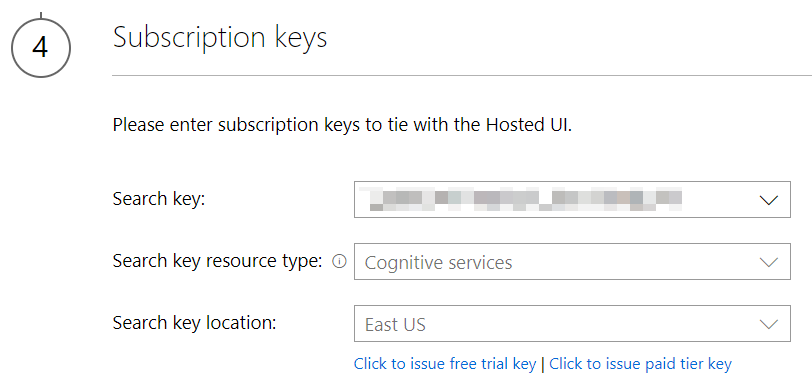 4
Subscription keys
Please enter subscription keys to tie with the Hosted UI.
Search key:
Search key resource type: Cognitive services
Search key location: East US
Click to issue free trial key | Click to issue paid tier key